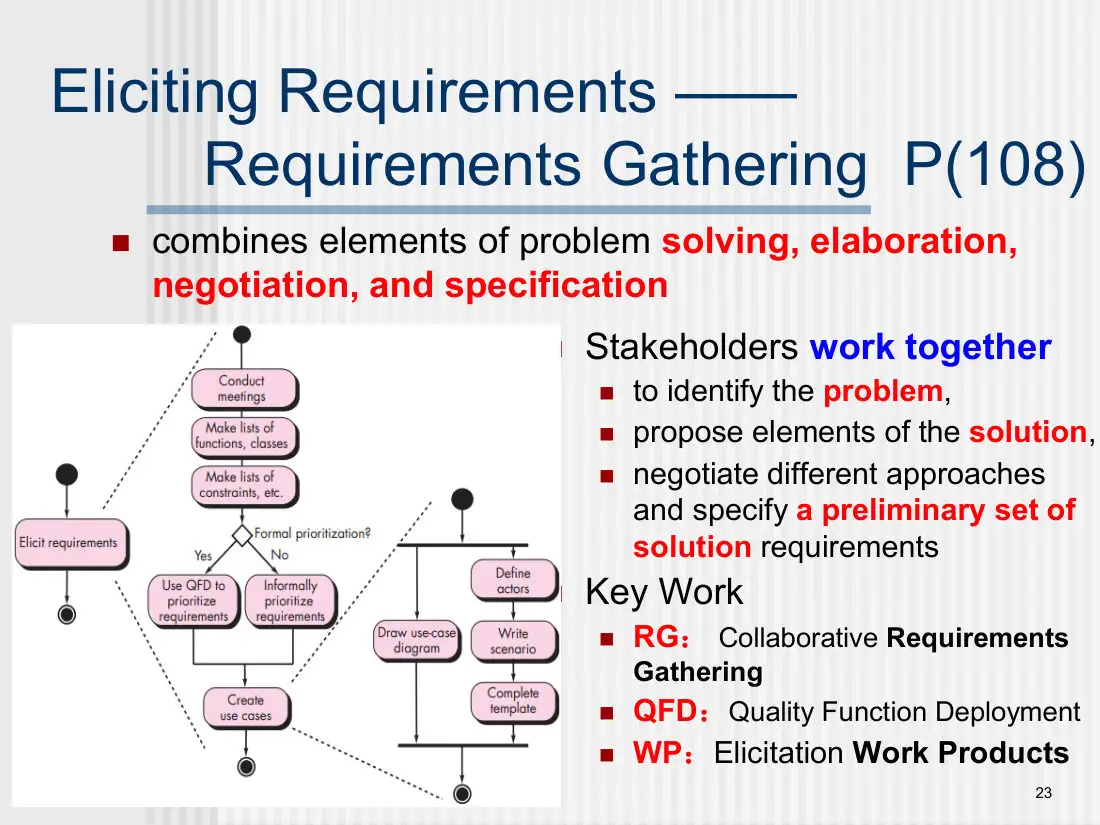 Eliciting Requirements ——
Requirements Gathering P(108)
combines elements of problem solving, elaboration,
negotiation, and specification
Conduct
meetings
Make lists of
functions, classes
Make lists of
constraints, etc.
Formal prioritization?
Yes
No
Elicit requirements
Use QFD to
prioritize
requirements
Informally
prioritize
requirements
Create
use cases
Draw use-case
diagram
Define
actors
Write
scenario
Complete
template
Stakeholders work together
to identify the problem,
propose elements of the solution,
negotiate different approaches
and specify a preliminary set of
solution requirements
Key Work
RG： Collaborative Requirements
Gathering
QFD：Quality Function Deployment
WP：Elicitation Work Products
23